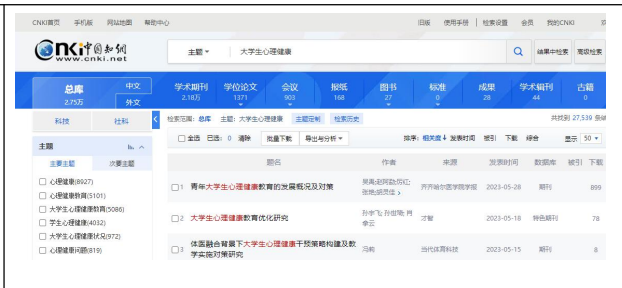 CNKI首页 手机版 网站地图 帮助中心 旧版 使用手册 检索设置 会员 我的CNKI
cnki中国知网
www.cnki.net
主题 大学生心理健康 结果中检索 高级检索
总库 2.75万 中文 外文
学术期刊 2.18万
学位论文 1371
会议 903
报纸 168
图书 27
标准 0
成果 28
学术辑刊 44
古籍 0
科技 社科
检索范围：总库 主题：大学生心理健康 主题定制 检索历史 共找到 27,539 条结
全选 已选：0 清除 批量下载 导出与分析 排序：相关度↓ 发表时间 被引 下载 综合 显示 50
主题
主要主题 次要主题
心理健康(8927)
心理健康教育(5101)
大学生心理健康教育(5086)
学生心理健康(4032)
大学生心理健康状况(972)
心理健康问题(819)
题名 作者 来源 发表时间 数据库 被引 下载
1 青年大学生心理健康教育的发展概况及对策 齐齐哈尔医学院学报 2023-05-28 期刊 899
2 大学生心理健康教育优化研究 才智 2023-05-18 特色期刊 78
3 体医融合背景下大学生心理健康干预策略构建及教学实施对策研究 冯莉 当代体育科技 2023-05-15 期刊 8